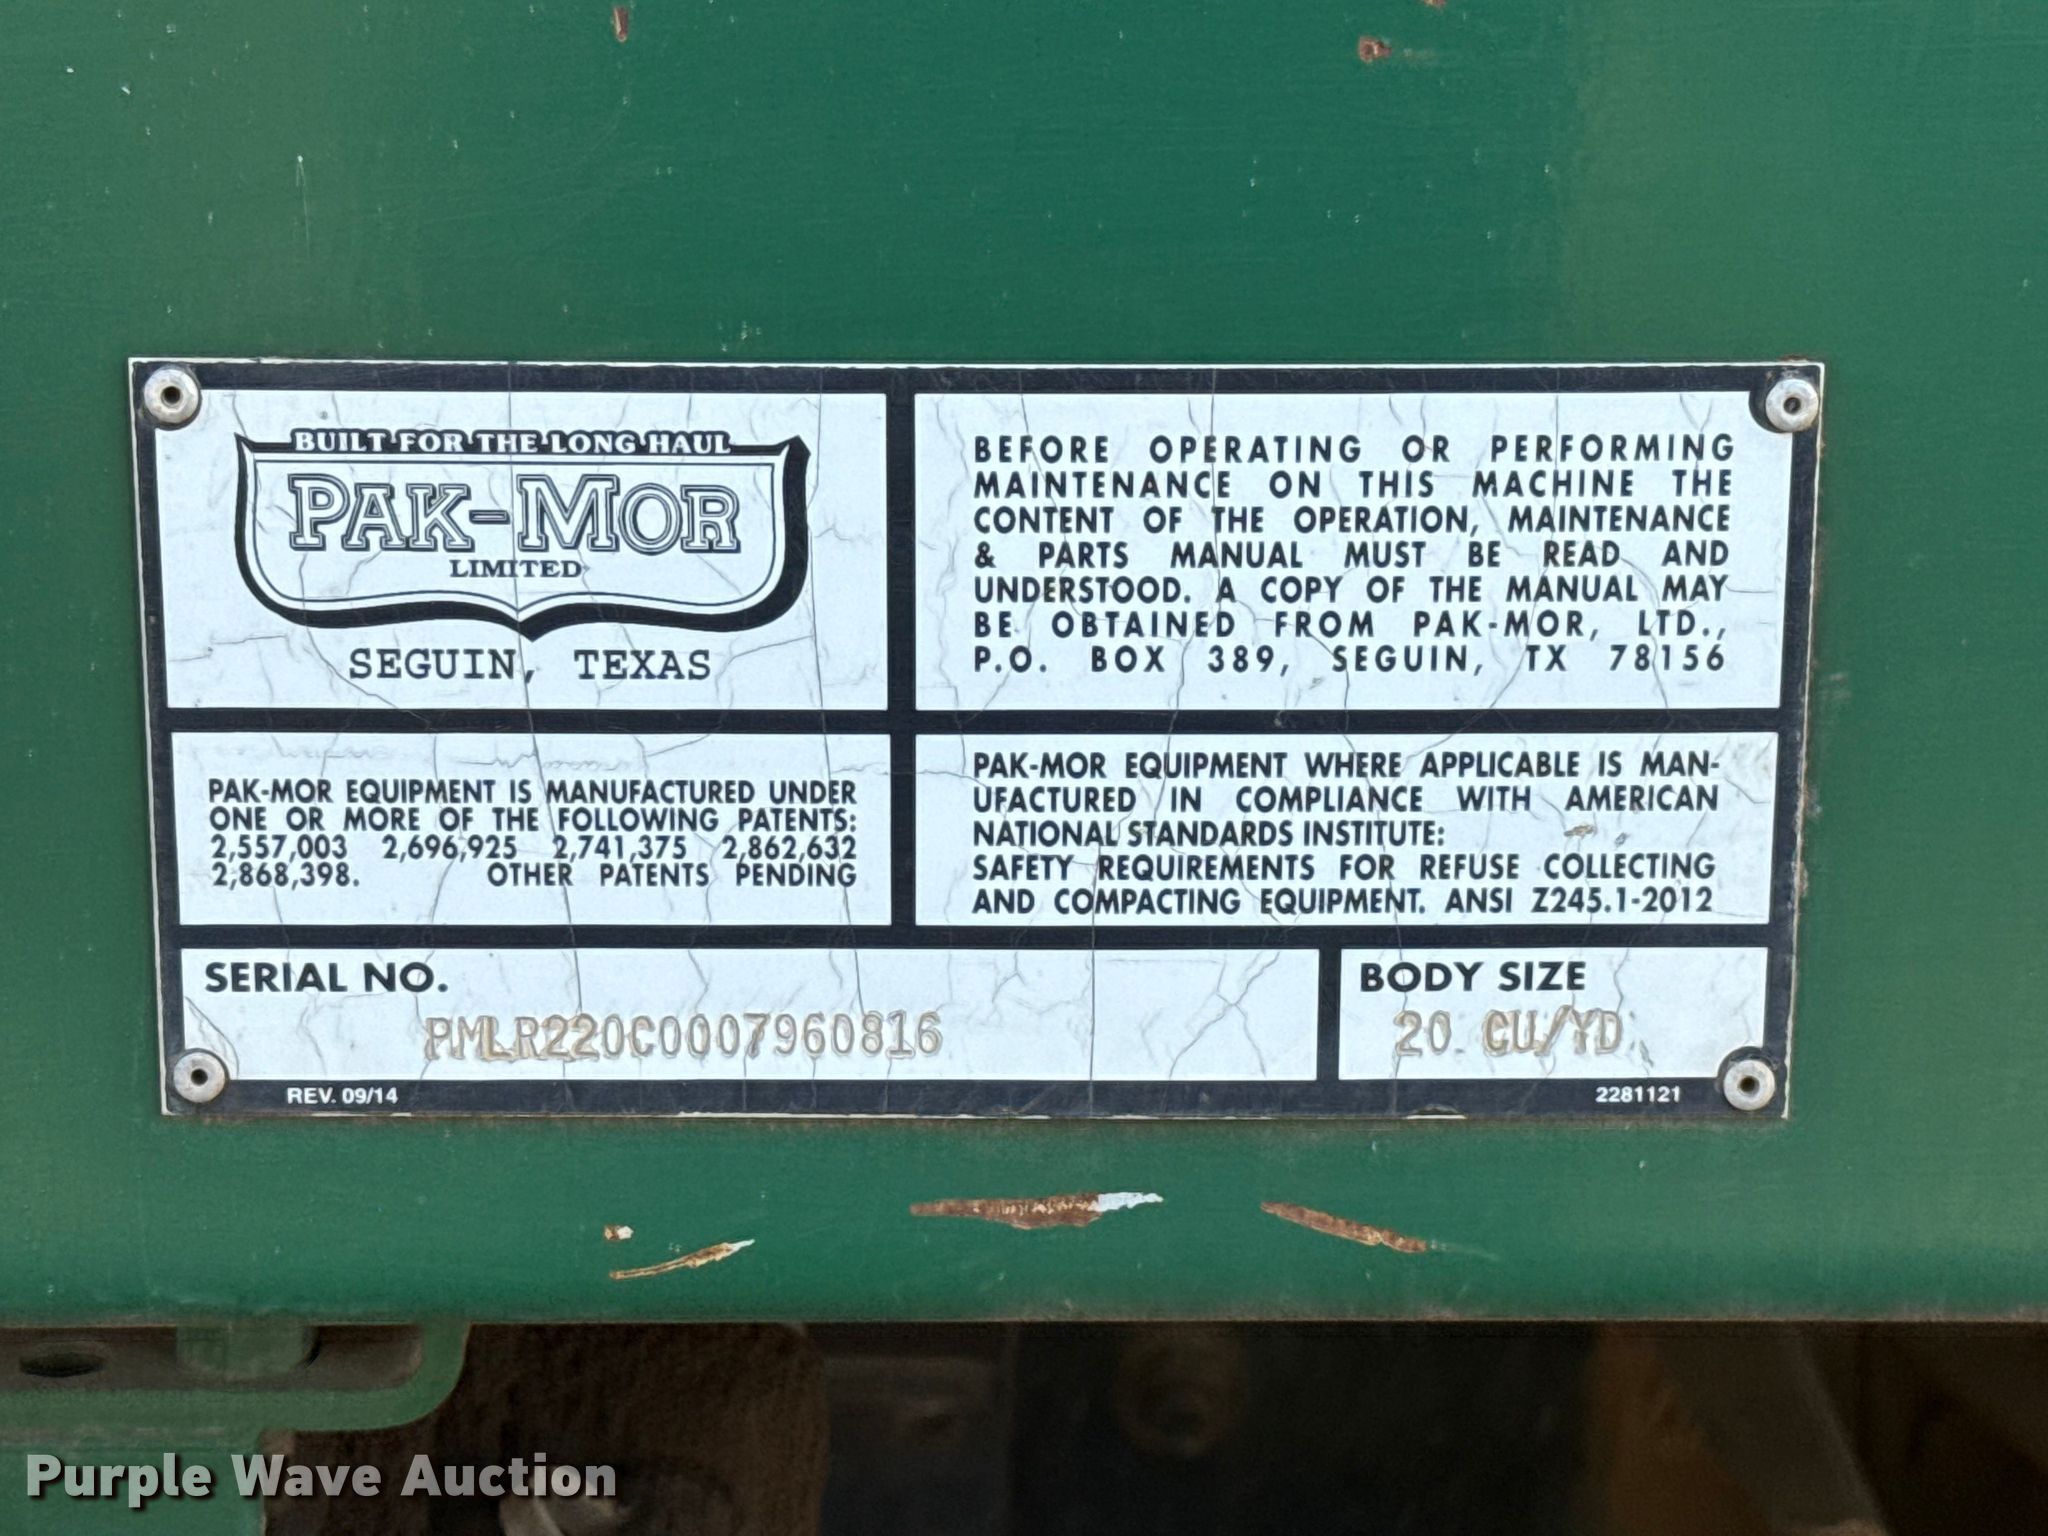 BUILT FOR THE LONG HAUL
PAK-MOR
LIMITED
SEGUIN, TEXAS
BEFORE OPERATING OR PERFORMING
MAINTENANCE ON THIS MACHINE THE
CONTENT OF THE OPERATION, MAINTENANCE
& PARTS MANUAL MUST BE READ AND
UNDERSTOOD. A COPY OF THE MANUAL MAY
BE OBTAINED FROM PAK-MOR, LTD.,
P.O. BOX 389, SEGUIN, TX 78156
PAK-MOR EQUIPMENT IS MANUFACTURED UNDER
ONE OR MORE OF THE FOLLOWING PATENTS:
2,557,003 2,696,925 2,741,375 2,862,632
2,868,398. OTHER PATENTS PENDING
PAK-MOR EQUIPMENT WHERE APPLICABLE IS MAN-
UFACTURED IN COMPLIANCE WITH AMERICAN
NATIONAL STANDARDS INSTITUTE:
SAFETY REQUIREMENTS FOR REFUSE COLLECTING
AND COMPACTING EQUIPMENT. ANSI Z245.1-2012
SERIAL NO.
PMLR220C0007960816
BODY SIZE
20 CU/YD
REV. 09/14
2281121
Purple Wave Auction